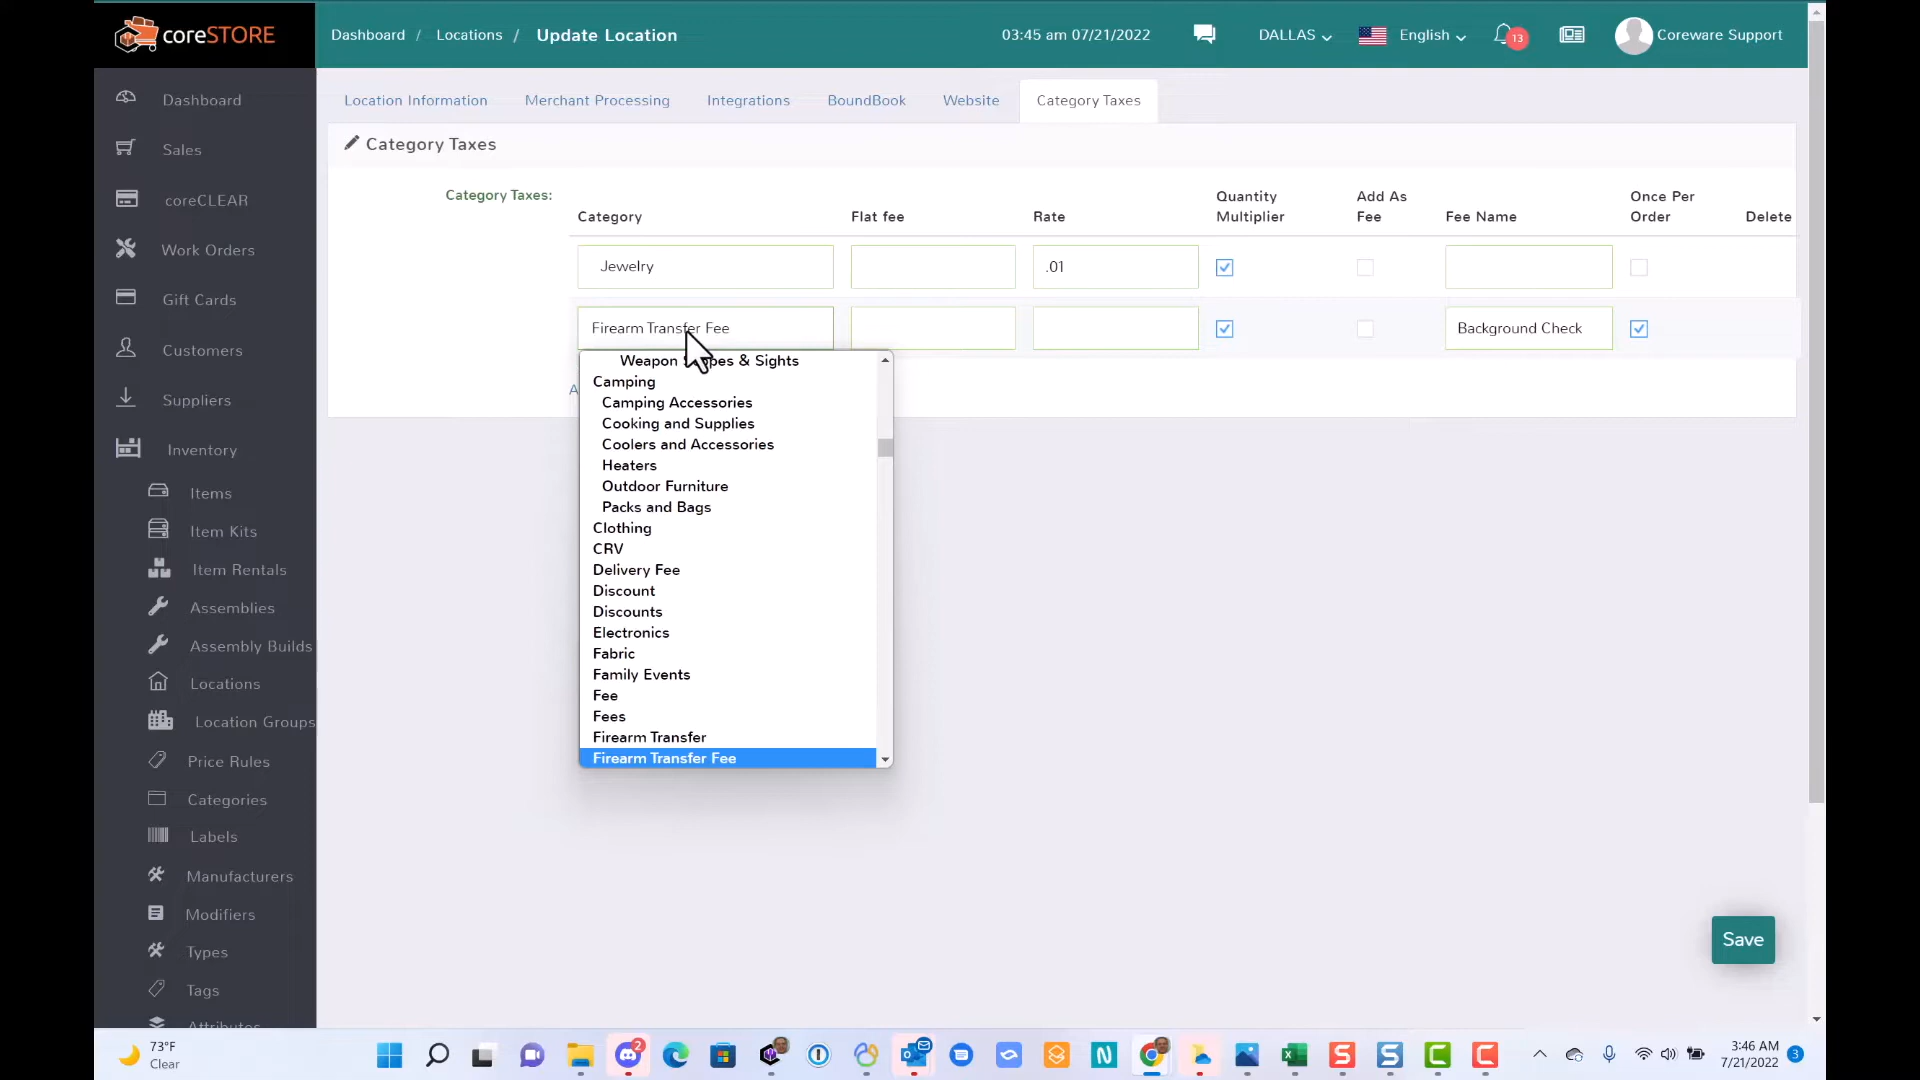 coreSTORE
Dashboard / Locations / Update Location
03:45 am 07/21/2022
DALLAS
English
13
Coreware Support
Dashboard
Sales
coreCLEAR
Work Orders
Gift Cards
Customers
Suppliers
Inventory
Items
Item Kits
Item Rentals
Assemblies
Assembly Builds
Locations
Location Groups
Price Rules
Categories
Labels
Manufacturers
Modifiers
Types
Tags
Attributes
Location Information
Merchant Processing
Integrations
BoundBook
Website
Category Taxes
Category Taxes
Category Taxes:
Category
Flat fee
Rate
Quantity Multiplier
Add As Fee
Fee Name
Once Per Order
Delete
Jewelry
.01
Firearm Transfer Fee
Background Check
A
Weapon Scopes & Sights
Camping
Camping Accessories
Cooking and Supplies
Coolers and Accessories
Heaters
Outdoor Furniture
Packs and Bags
Clothing
CRV
Delivery Fee
Discount
Discounts
Electronics
Fabric
Family Events
Fee
Fees
Firearm Transfer
Firearm Transfer Fee
Save
73°F
Clear
2
3:46 AM
7/21/2022
3